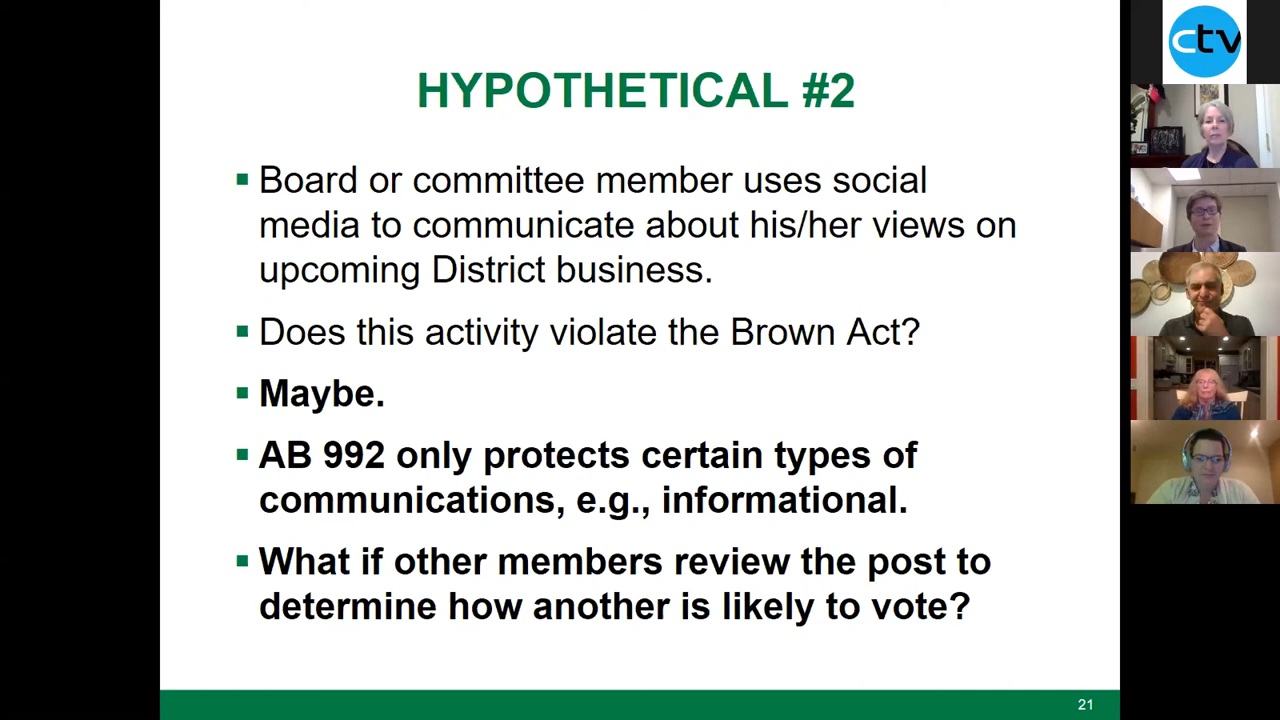 HYPOTHETICAL #2
▪ Board or committee member uses social
media to communicate about his/her views on
upcoming District business.
▪ Does this activity violate the Brown Act?
▪ Maybe.
▪ AB 992 only protects certain types of
communications, e.g., informational.
▪ What if other members review the post to
determine how another is likely to vote?
21
ctv